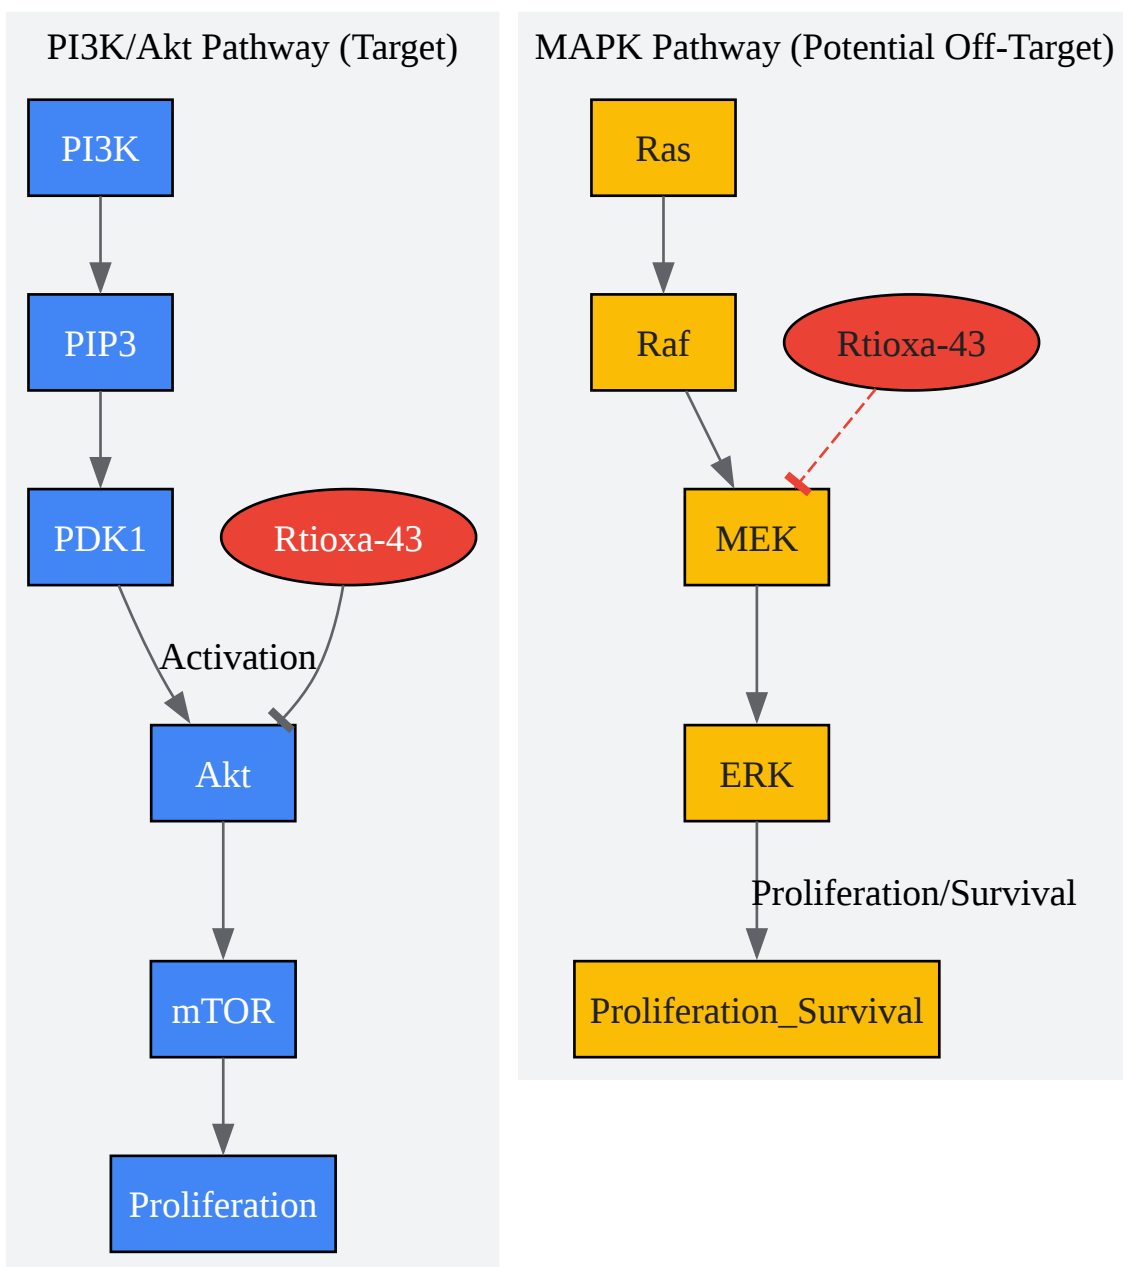 PI3K/Akt Pathway (Target)
PI3K
PIP3
PDK1
Rtioxa-43
Activation
Akt
mTOR
Proliferation
MAPK Pathway (Potential Off-Target)
Ras
Raf
Rtioxa-43
MEK
ERK
Proliferation/Survival
Proliferation_Survival